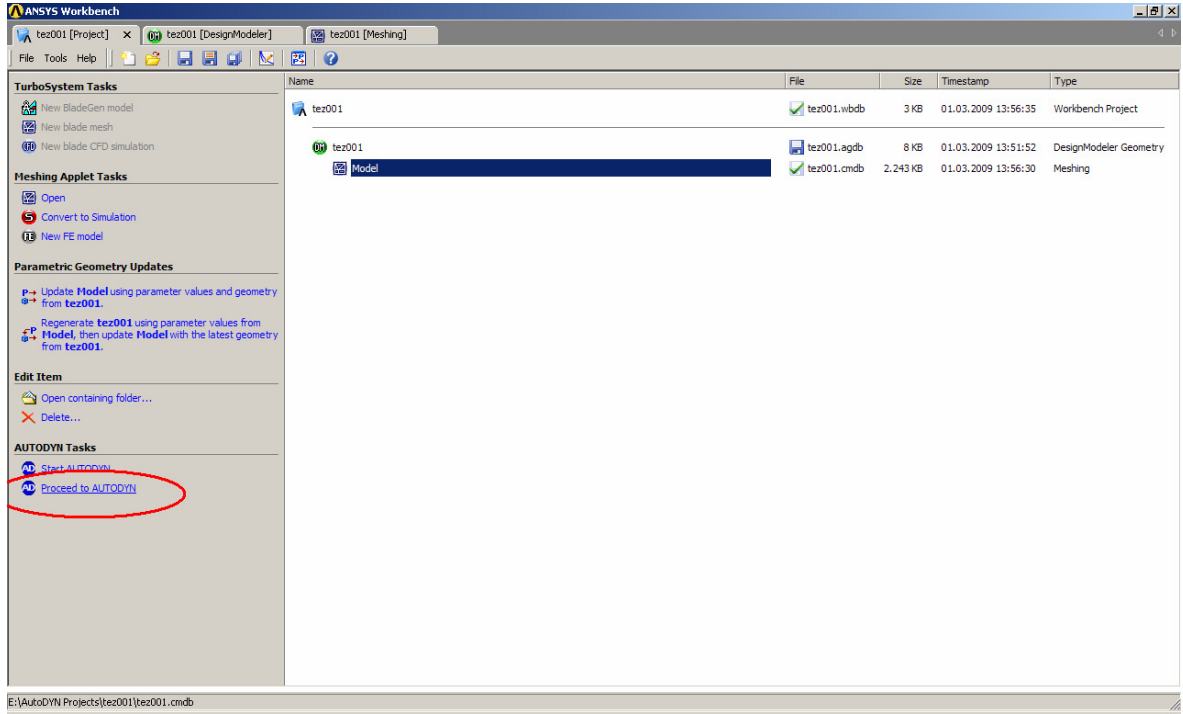 ANSYS Workbench
tez001 [Project] tez001 [DesignModeler] tez001 [Meshing]
File Tools Help
TurboSystem Tasks
New BladeGen model
New blade mesh
New blade CFD simulation
Meshing Applet Tasks
Open
Convert to Simulation
New FE model
Parametric Geometry Updates
Update Model using parameter values and geometry
from tez001.
Regenerate tez001 using parameter values from
Model, then update Model with the latest geometry
from tez001.
Edit Item
Open containing folder...
Delete...
AUTODYN Tasks
Start AUTODYN
Proceed to AUTODYN
Name File Size Timestamp Type
tez001 tez001.wbdb 3 KB 01.03.2009 13:56:35 Workbench Project
tez001 tez001.agdb 8 KB 01.03.2009 13:51:52 DesignModeler Geometry
Model tez001.cmdb 2.243 KB 01.03.2009 13:56:30 Meshing
E:\AutoDYN Projects\tez001\tez001.cmdb